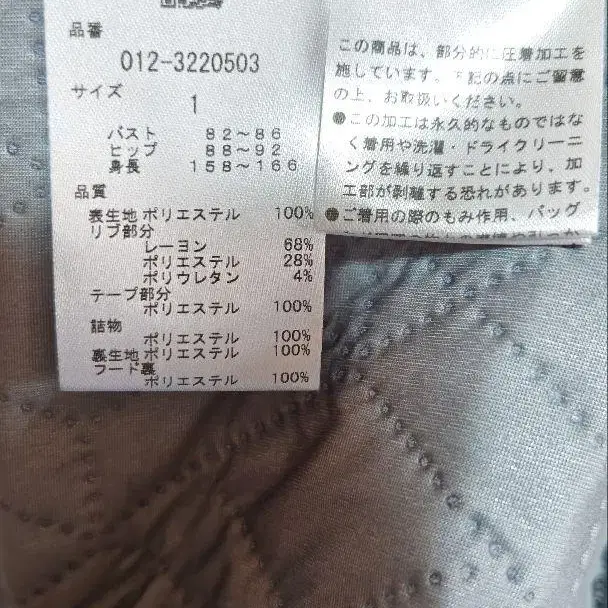 品番
012-3220503
サイズ
1
バスト 82～86
ヒップ 88～92
身長 158～166
品質
表生地 ポリエステル 100%
リブ部分
レーヨン 68%
ポリエステル 28%
ポリウレタン 4%
テープ部分
ポリエステル 100%
詰物
ポリエステル 100%
裏生地 ポリエステル 100%
フード裏
ポリエステル 100%
この商品は、部分的に圧着加工を
施しています。下記の点にご留意
の上、お取扱いください。
●この加工は永久的なものではな
く着用や洗濯・ドライクリーニ
ングを繰り返すことにより、加
工部が剥離する恐れがあります。
●ご着用の際のもみ作用、バッグ